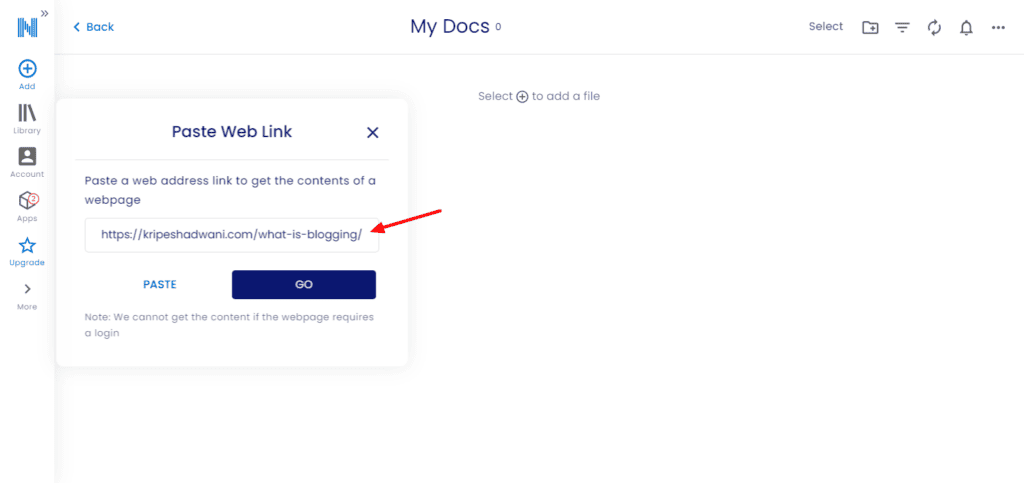 Back
My Docs 0
Select
Add
Library
Account
2
Apps
Upgrade
More
Select to add a file
Paste Web Link
Paste a web address link to get the contents of a
webpage
https://kripeshadwani.com/what-is-blogging/
PASTE
GO
Note: We cannot get the content if the webpage requires
a login